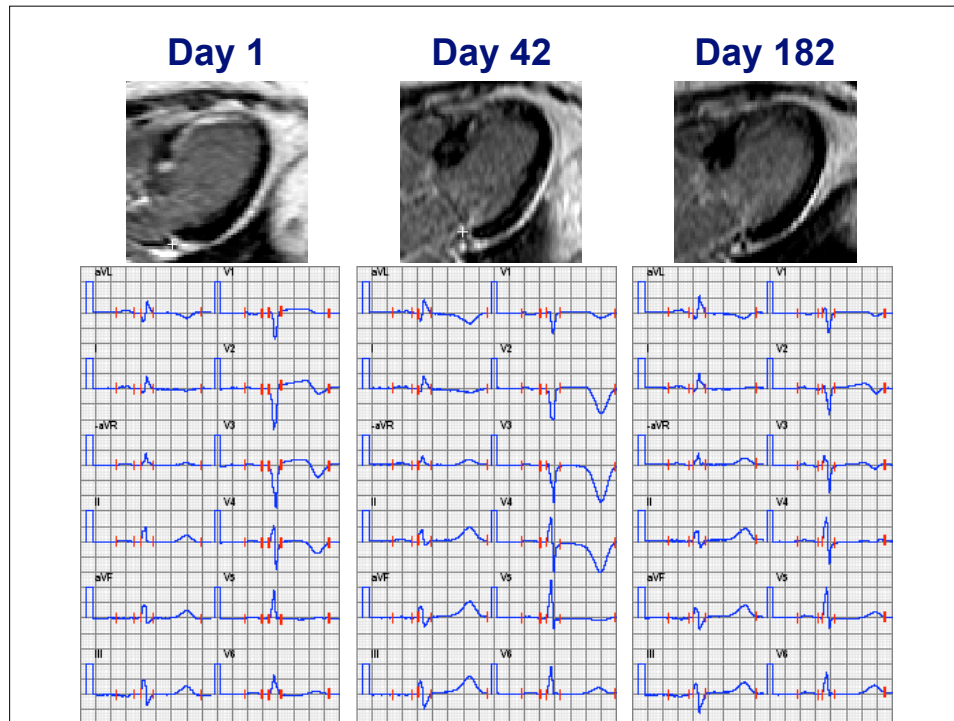 Day 1 Day 42 Day 182
aVL V1 aVL V1 aVL V1
I V2 I V2 I V2
-aVR V3 -aVR V3 -aVR V3
II V4 II V4 II V4
aVF V5 aVF V5 aVF V5
III V6 III V6 III V6